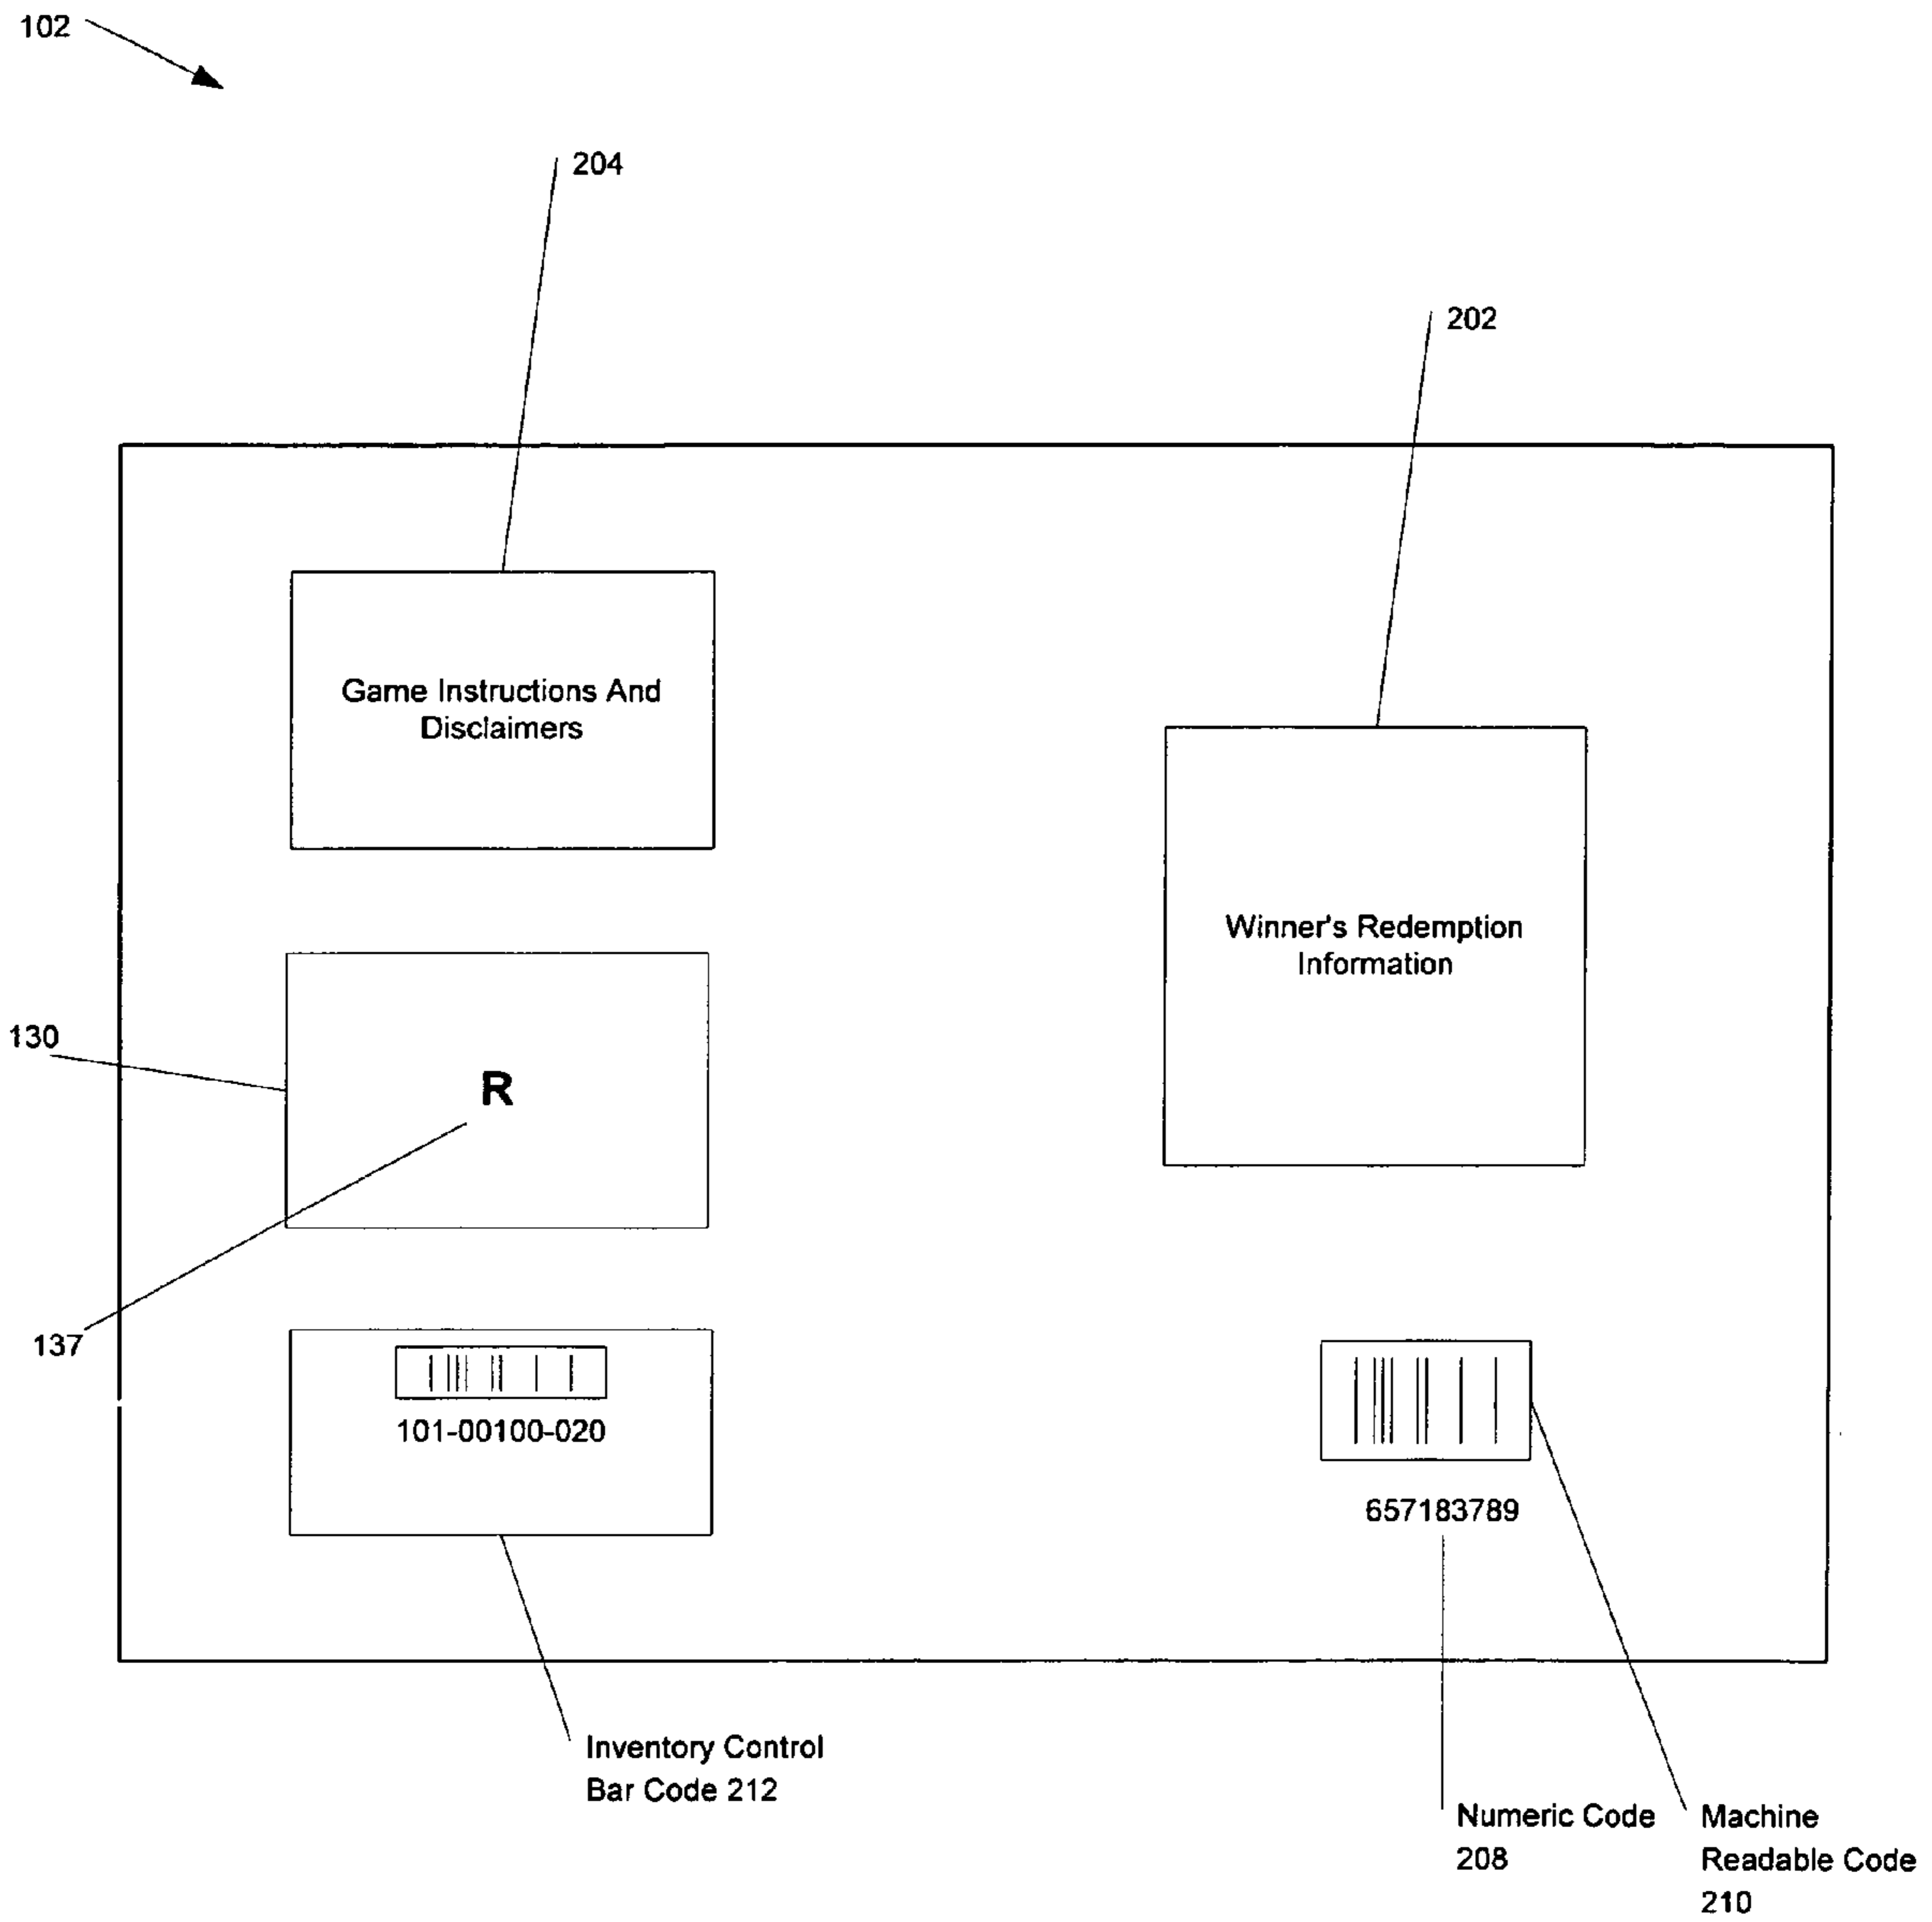 102
204
202
Game Instructions And
Disclaimers
Winner's Redemption
Information
130
R
137
101-00100-020
657183789
Inventory Control
Bar Code 212
Numeric Code
208
Machine
Readable Code
210